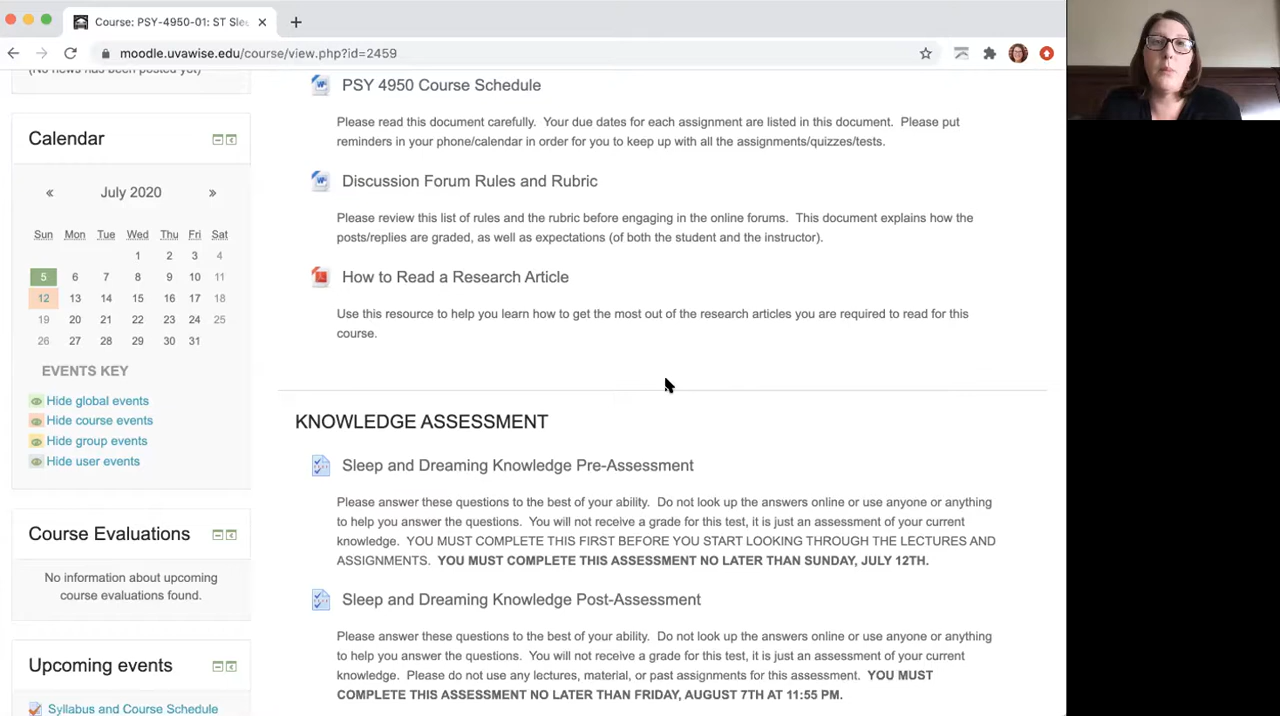 Course: PSY-4950-01: ST Sle
moodle.uvawise.edu/course/view.php?id=2459
(No news has been posted yet)
Calendar
« July 2020 »
Sun Mon Tue Wed Thu Fri Sat
1 2 3 4
5 6 7 8 9 10 11
12 13 14 15 16 17 18
19 20 21 22 23 24 25
26 27 28 29 30 31
EVENTS KEY
Hide global events
Hide course events
Hide group events
Hide user events
Course Evaluations
No information about upcoming
course evaluations found.
Upcoming events
Syllabus and Course Schedule
PSY 4950 Course Schedule
Please read this document carefully. Your due dates for each assignment are listed in this document. Please put
reminders in your phone/calendar in order for you to keep up with all the assignments/quizzes/tests.
Discussion Forum Rules and Rubric
Please review this list of rules and the rubric before engaging in the online forums. This document explains how the
posts/replies are graded, as well as expectations (of both the student and the instructor).
How to Read a Research Article
Use this resource to help you learn how to get the most out of the research articles you are required to read for this
course.
KNOWLEDGE ASSESSMENT
Sleep and Dreaming Knowledge Pre-Assessment
Please answer these questions to the best of your ability. Do not look up the answers online or use anyone or anything
to help you answer the questions. You will not receive a grade for this test, it is just an assessment of your current
knowledge. YOU MUST COMPLETE THIS FIRST BEFORE YOU START LOOKING THROUGH THE LECTURES AND
ASSIGNMENTS. YOU MUST COMPLETE THIS ASSESSMENT NO LATER THAN SUNDAY, JULY 12TH.
Sleep and Dreaming Knowledge Post-Assessment
Please answer these questions to the best of your ability. Do not look up the answers online or use anyone or anything
to help you answer the questions. You will not receive a grade for this test, it is just an assessment of your current
knowledge. Please do not use any lectures, material, or past assignments for this assessment. YOU MUST
COMPLETE THIS ASSESSMENT NO LATER THAN FRIDAY, AUGUST 7TH AT 11:55 PM.